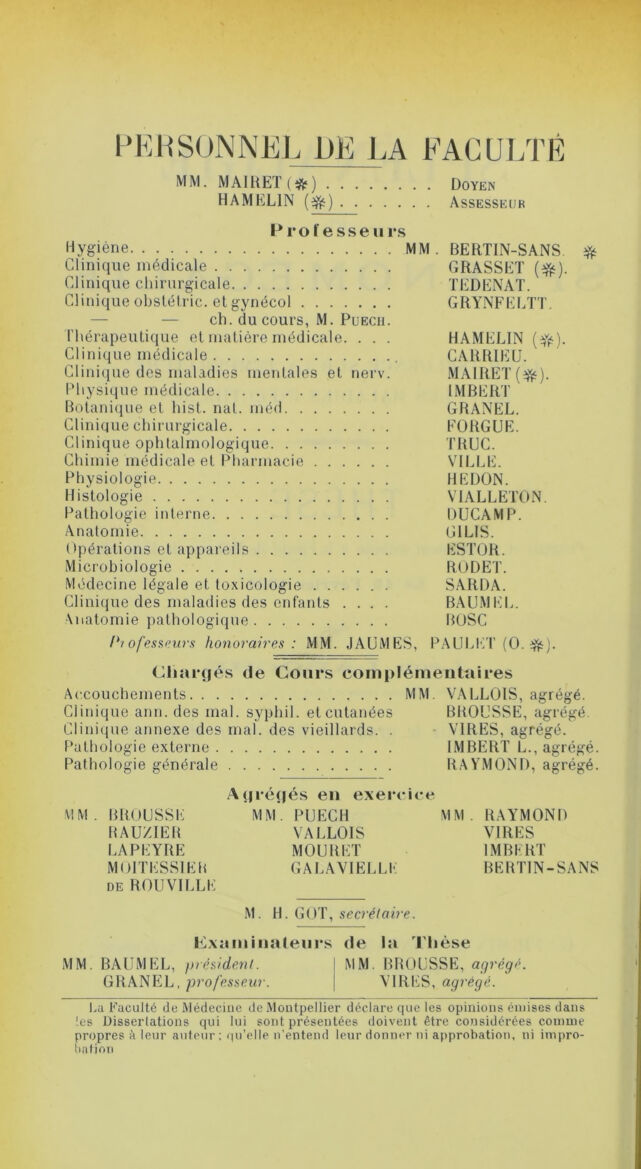 PERSONNEL DE LA FACULTÉ
MM. MAIRET (✻) . . . . . . . . Doyen
HAMELIN (✻) . . . . . . . Assesseur
Professeurs
Hygiène. . . . . . . . . . . . . . . . . . . . MM. BERTIN-SANS. ✻
Clinique médicale . . . . . . . . . . . . . . GRASSET (✻).
Clinique chirurgicale. . . . . . . . . . . . . TEDENAT.
Clinique obstétric. et gynécol . . . . . . . GRYNFELTT.
— — ch. du cours, M. Puech.
Thérapeutique et matière médicale. . . . HAMELIN (✻).
Clinique médicale . . . . . . . . . . . . . . CARRIEU.
Clinique des maladies mentales et nerv. MAIRET (✻).
Physique médicale. . . . . . . . . . . . . . IMBERT
Botanique et hist. nat. méd. . . . . . . . . GRANEL.
Clinique chirurgicale. . . . . . . . . . . . . FORGUE.
Clinique ophtalmologique. . . . . . . . . . TRUC.
Chimie médicale et Pharmacie . . . . . . VILLE.
Physiologie. . . . . . . . . . . . . . . . . . HEDON.
Histologie . . . . . . . . . . . . . . . . . . VIALLETON.
Pathologie interne. . . . . . . . . . . . . . DUCAMP.
Anatomie. . . . . . . . . . . . . . . . . . . GILIS.
Opérations et appareils . . . . . . . . . . ESTOR.
Microbiologie . . . . . . . . . . . . . . . . RODET.
Médecine légale et toxicologie . . . . . . SARDA.
Clinique des maladies des enfants . . . . BAUMEL.
Anatomie pathologique . . . . . . . . . . . BOSC
Professeurs honoraires : MM. JAUMES, PAULET (O. ✻).
Chargés de Cours complémentaires
Accouchements. . . . . . . . . . . . . . . . MM. VALLOIS, agrégé.
Clinique ann. des mal. syphil. et cutanées BROUSSE, agrégé.
Clinique annexe des mal. des vieillards. . VIRES, agrégé.
Pathologie externe . . . . . . . . . . . . . IMBERT L., agrégé.
Pathologie générale . . . . . . . . . . . . RAYMOND, agrégé.
Agrégés en exercice
MM. BROUSSE MM. PUECH MM. RAYMOND
RAUZIER VALLOIS VIRES
LAPEYRE MOURET IMBERT
MOITESSIER GALAVIELLE BERTIN-SANS
DE ROUVILLE
M. H. GOT, secrétaire.
Examinateurs de la Thèse
MM. BAUMEL, président. MM. BROUSSE, agrégé.
GRANEL, professeur. VIRES, agrégé.
La Faculté de Médecine de Montpellier déclare que les opinions émises dans
les Dissertations qui lui sont présentées doivent être considérées comme
propres à leur auteur ; qu'elle n'entend leur donner ni approbation, ni impro-
bation